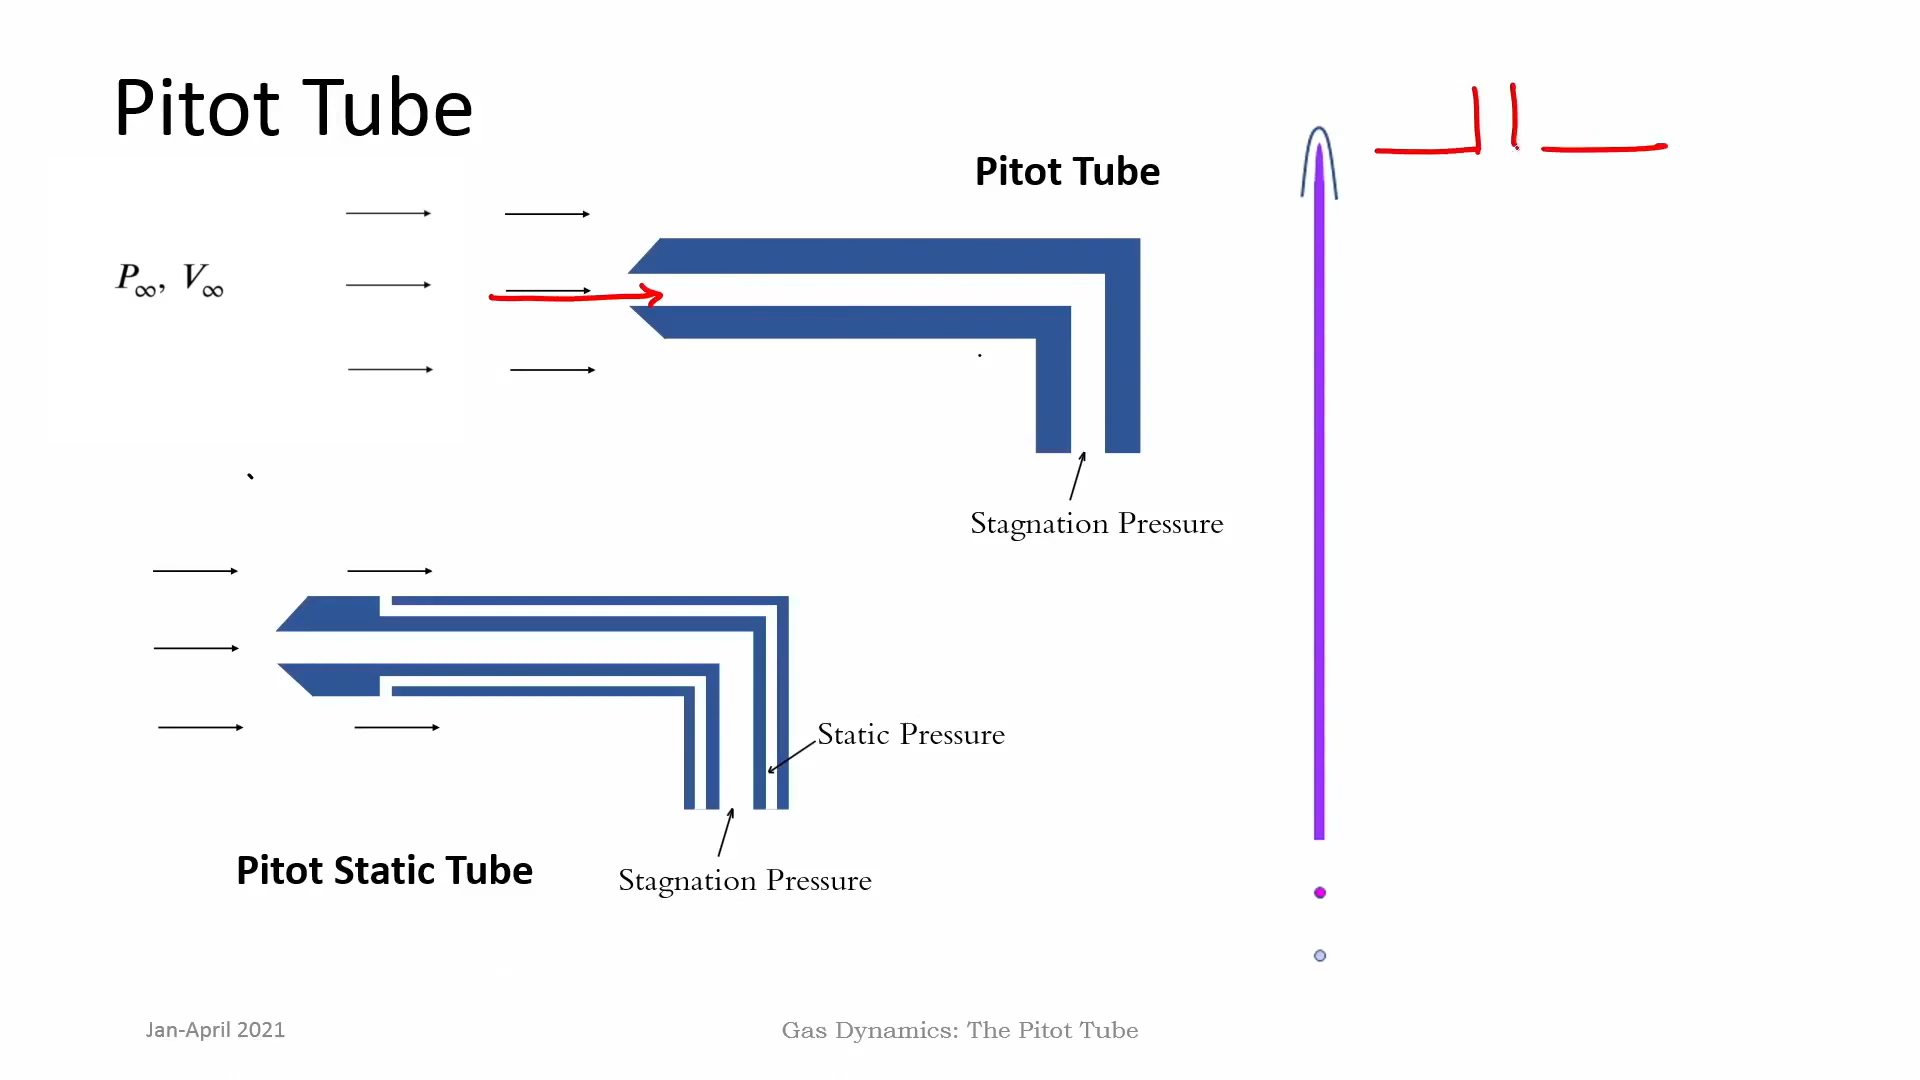 Pitot Tube
Pitot Tube
P∞, V∞
Stagnation Pressure
Static Pressure
Pitot Static Tube
Stagnation Pressure
Jan-April 2021
Gas Dynamics: The Pitot Tube